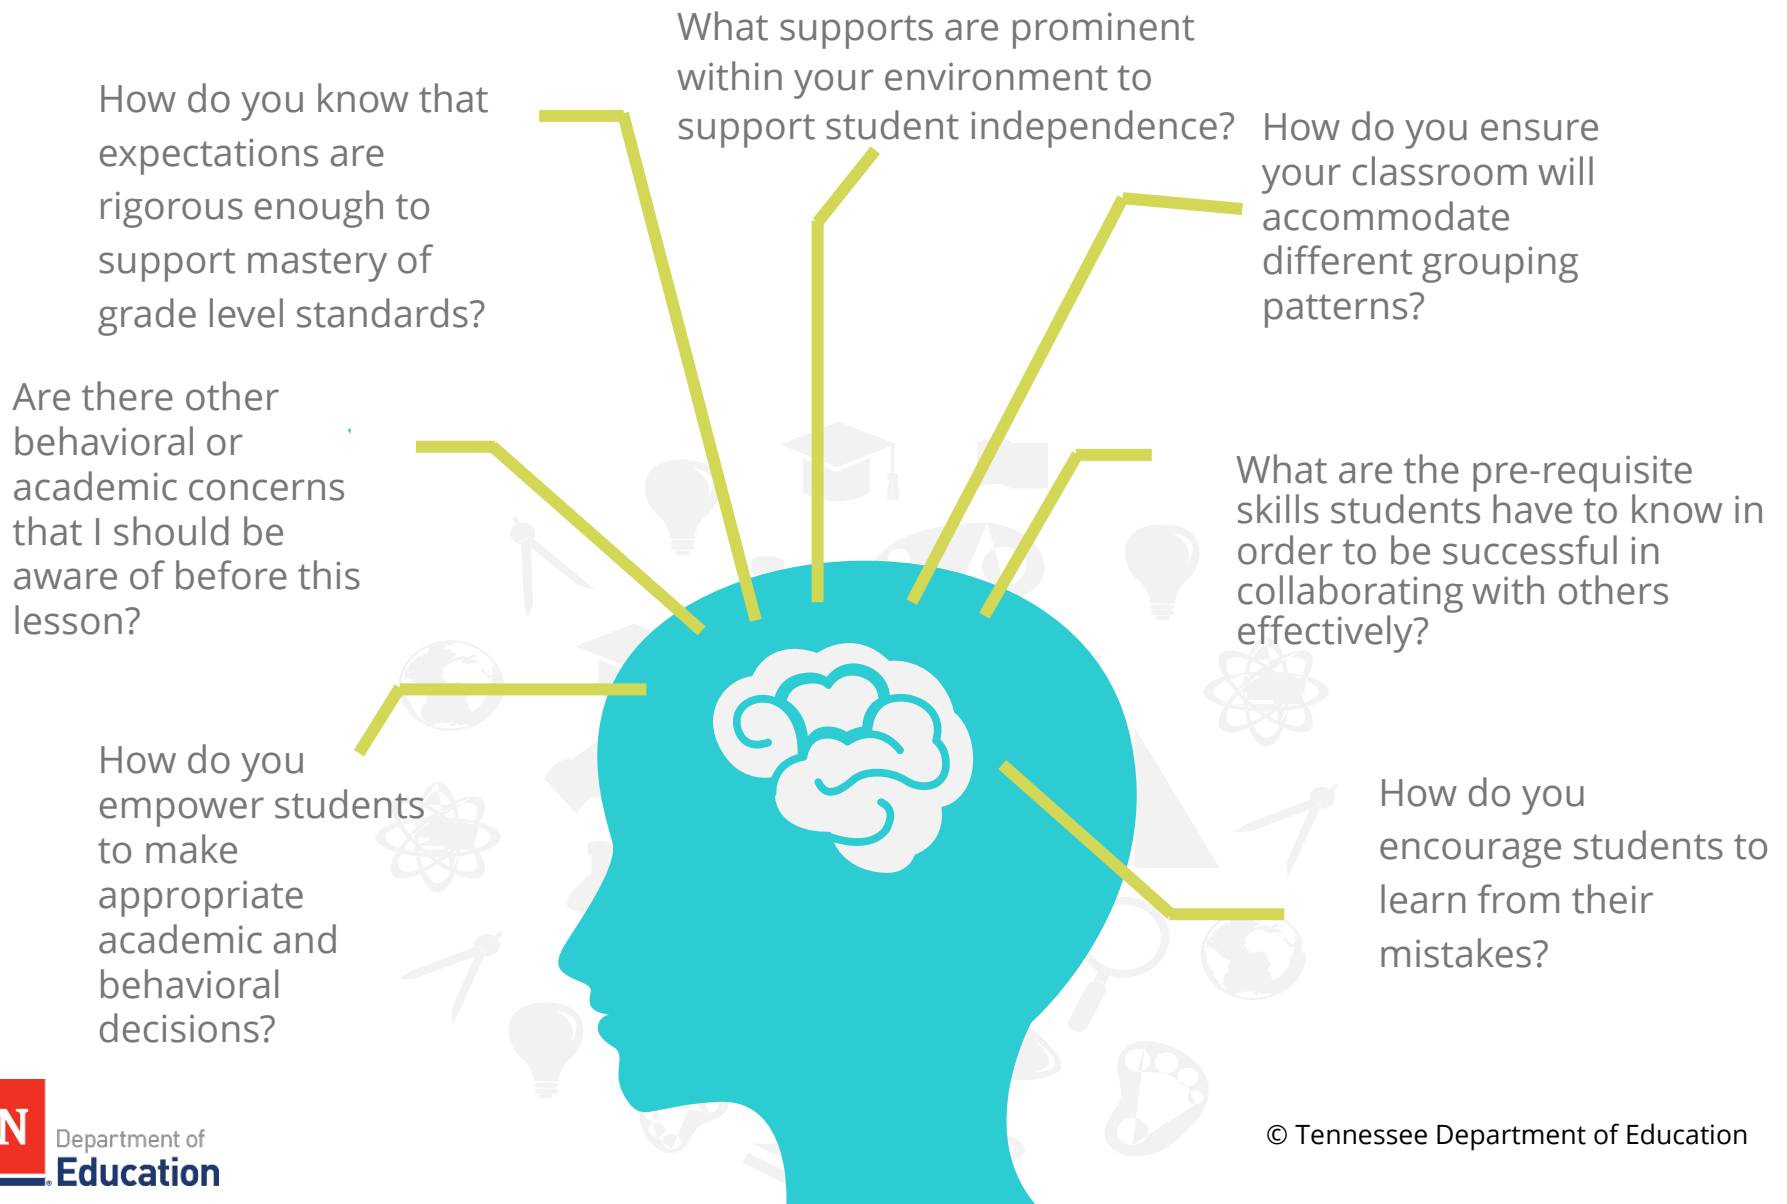 What supports are prominent
within your environment to
support student independence?
How do you know that
expectations are
rigorous enough to
support mastery of
grade level standards?
How do you ensure
your classroom will
accommodate
different grouping
patterns?
Are there other
behavioral or
academic concerns
that I should be
aware of before this
lesson?
What are the pre-requisite
skills students have to know in
order to be successful in
collaborating with others
effectively?
How do you
empower students
to make
appropriate
academic and
behavioral
decisions?
How do you
encourage students to
learn from their
mistakes?
N
Department of
Education
© Tennessee Department of Education